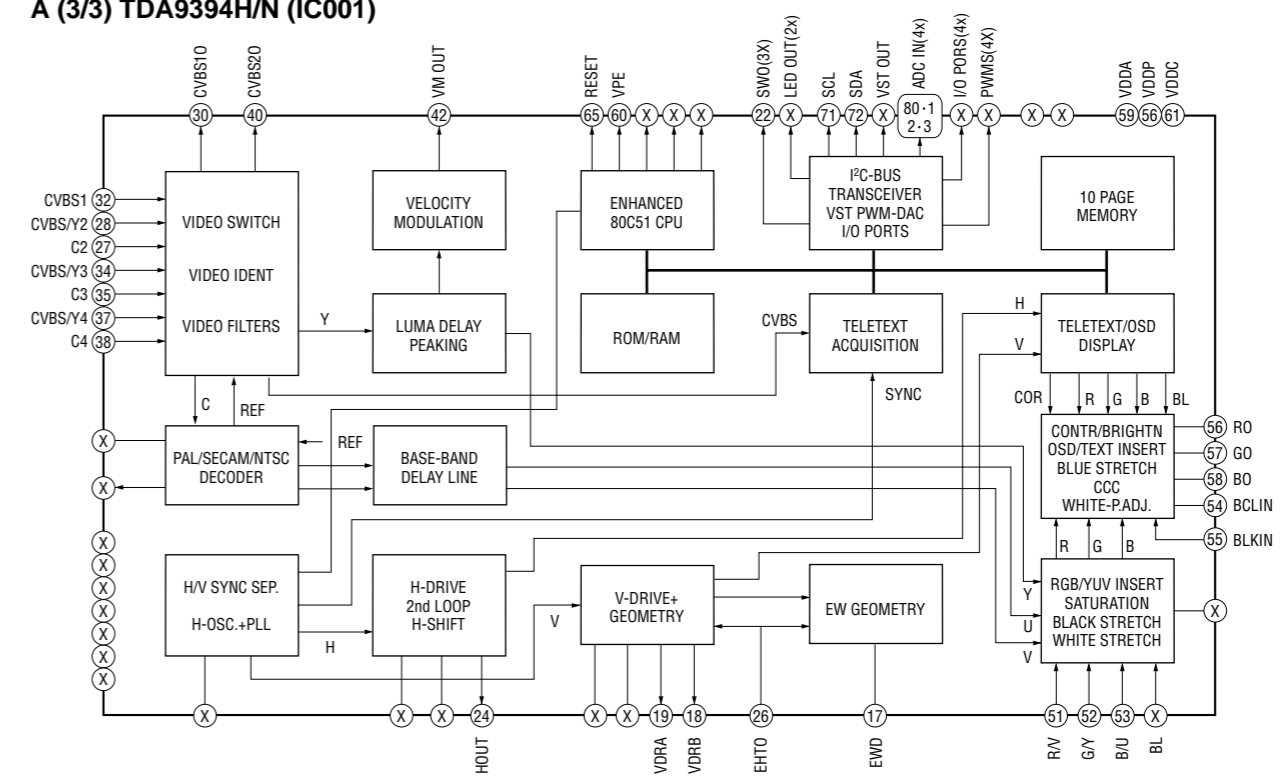 A (3/3) TDA9394H/N (IC001)
CVBS1O
CVBS2O
VM OUT
RESET
VPE
SWO(3X)
LED OUT(2x)
SCL
SDA
VST OUT
ADC IN(4x)
I/O PORS(4x)
PWMS(4X)
VDDA
VDDP
VDDC
30
40
42
65
60
X
X
X
22
X
71
72
X
80·1
2·3
X
X
X
X
59
56
61
CVBS1 32
CVBS/Y2 28
C2 27
CVBS/Y3 34
C3 35
CVBS/Y4 37
C4 38
VIDEO SWITCH
VIDEO IDENT
VIDEO FILTERS
VELOCITY
MODULATION
ENHANCED
80C51 CPU
I²C-BUS
TRANSCEIVER
VST PWM-DAC
I/O PORTS
10 PAGE
MEMORY
Y
LUMA DELAY
PEAKING
ROM/RAM
CVBS
TELETEXT
ACQUISITION
H
V
TELETEXT/OSD
DISPLAY
C
REF
SYNC
COR
R
G
B
BL
X
X
PAL/SECAM/NTSC
DECODER
REF
BASE-BAND
DELAY LINE
CONTR/BRIGHTN
OSD/TEXT INSERT
BLUE STRETCH
CCC
WHITE-P.ADJ.
56 RO
57 GO
58 BO
54 BCLIN
55 BLKIN
X
X
X
X
X
X
X
H/V SYNC SEP.
H-OSC.+PLL
H
H-DRIVE
2nd LOOP
H-SHIFT
V
V-DRIVE+
GEOMETRY
EW GEOMETRY
R
G
B
Y
U
V
RGB/YUV INSERT
SATURATION
BLACK STRETCH
WHITE STRETCH
X
X
X
X
24
X
X
19
18
26
17
51
52
53
X
HOUT
VDRA
VDRB
EHTO
EWD
R/V
G/Y
B/U
BL